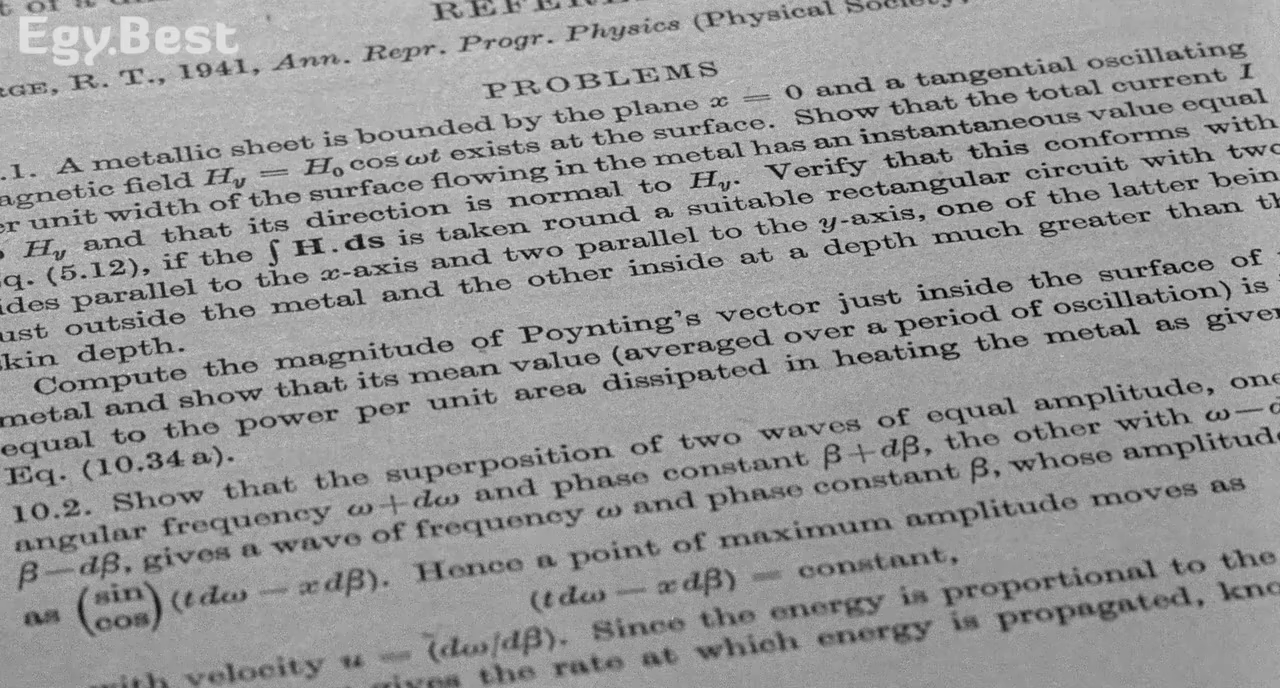 Egy.Best
REFER
RGE, R. T., 1941, Ann. Repr. Progr. Physics (Physical Society,
PROBLEMS
.1. A metallic sheet is bounded by the plane x = 0 and a tangential oscillating
agnetic field Hy = H₀ cos ωt exists at the surface. Show that the total current I
er unit width of the surface flowing in the metal has an instantaneous value equal
Hy and that its direction is normal to Hy. Verify that this conforms with
q. (5.12), if the ∫ H.ds is taken round a suitable rectangular circuit with two
ides parallel to the x-axis and two parallel to the y-axis, one of the latter bein
ust outside the metal and the other inside at a depth much greater than th
kin depth.
Compute the magnitude of Poynting's vector just inside the surface of
metal and show that its mean value (averaged over a period of oscillation) is
equal to the power per unit area dissipated in heating the metal as given
Eq. (10.34 a).
10.2. Show that the superposition of two waves of equal amplitude, one
angular frequency ω+dω and phase constant β+dβ, the other with ω—d
β—dβ, gives a wave of frequency ω and phase constant β, whose amplitude
as (sin cos) (t dω — x dβ). Hence a point of maximum amplitude moves as
(t dω — x dβ) = constant,
with velocity u = (dω/dβ). Since the energy is proportional to the
gives the rate at which energy is propagated, kno